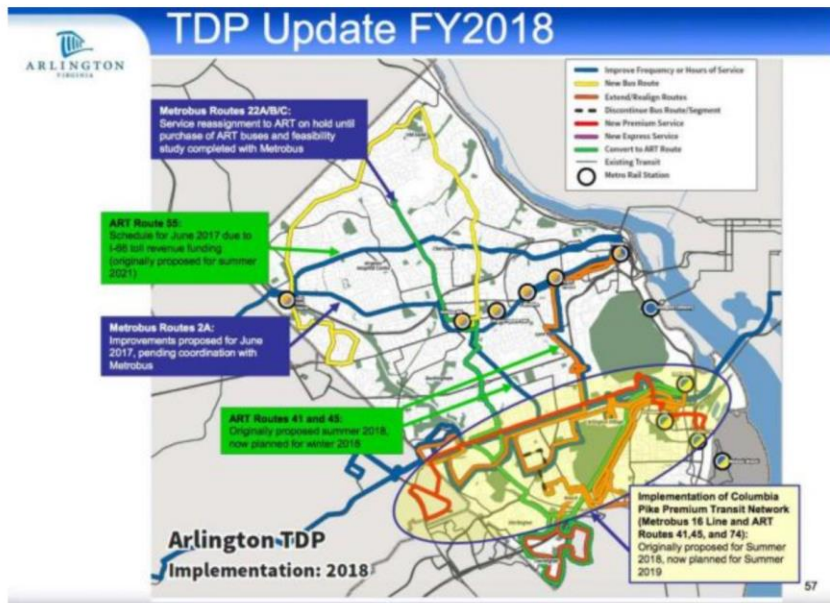 TDP Update FY2018
ARLINGTON
VIRGINIA
Improve Frequency or Hours of Service
New Bus Route
Extend/Realign Routes
Discontinue Bus Route/Segment
New Premium Service
New Express Service
Convert to ART Route
Existing Transit
Metro Rail Station
Metrobus Routes 22A/B/C:
Service reassignment to ART on hold until
purchase of ART buses and feasibility
study completed with Metrobus
ART Route 55:
Schedule for June 2017 due to
I-66 toll revenue funding
(originally proposed for summer
2021)
Metrobus Routes 2A:
Improvements proposed for June
2017, pending coordination with
Metrobus
ART Routes 41 and 45:
Originally proposed summer 2018,
now planned for winter 2018
Implementation of Columbia
Pike Premium Transit Network
(Metrobus 16 Line and ART
Routes 41,45, and 74):
Originally proposed for Summer
2018, now planned for Summer
2019
Arlington TDP
Implementation: 2018
57